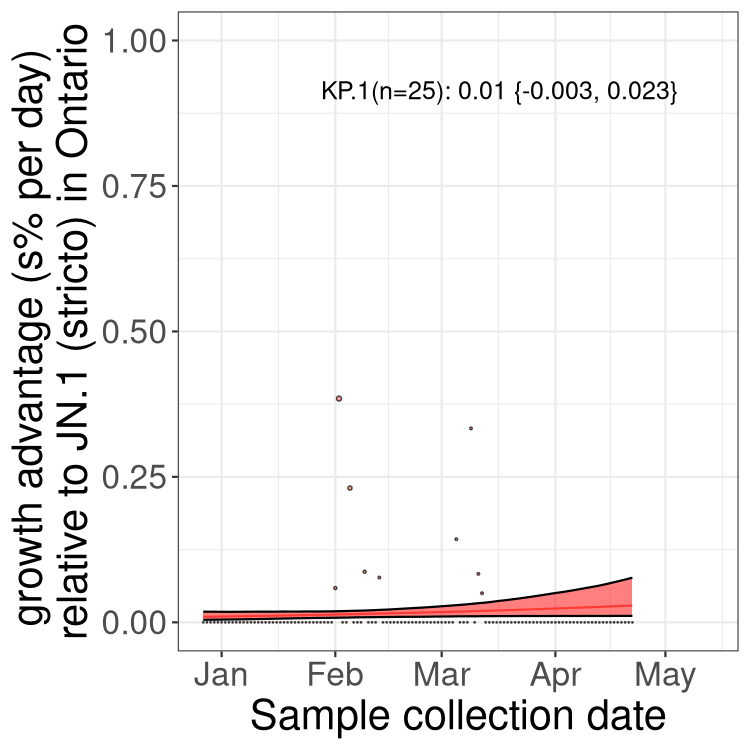 growth advantage (s% per day)
relative to JN.1 (stricto) in Ontario
1.00
0.75
0.50
0.25
0.00
KP.1(n=25): 0.01 {-0.003, 0.023}
Jan Feb Mar Apr May
Sample collection date